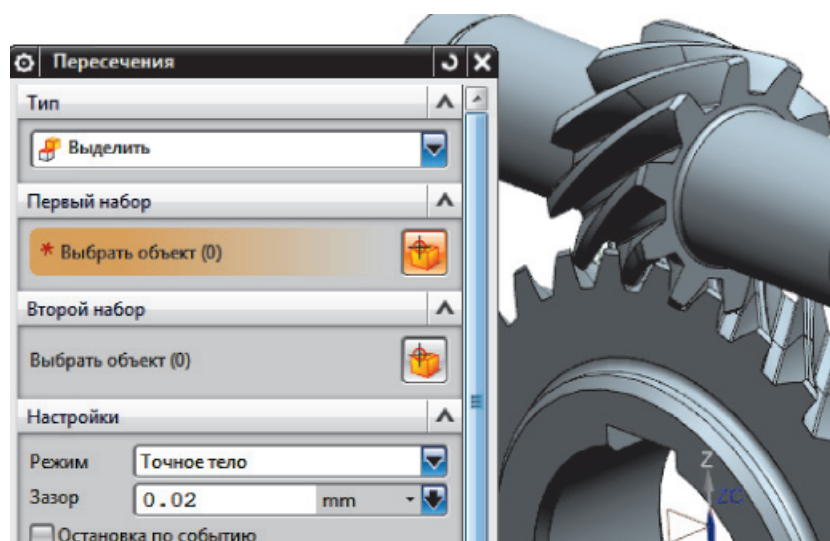 Пересечения
Тип
Выделить
Первый набор
* Выбрать объект (0)
Второй набор
Выбрать объект (0)
Настройки
Режим Точное тело
Зазор 0.02 mm
Остановка по событию
Z
ZC